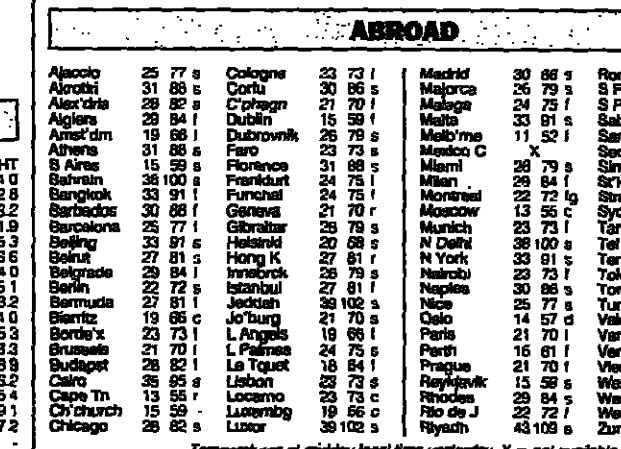 ABROAD
Ajaccio 25 77 s
Akrotiri 31 88 s
Alex'dria 28 82 s
Algiers 29 84 f
Amst'dm 19 66 f
Athens 31 88 s
B Aires 15 59 s
Bahrain 38 100 s
Bangkok 33 91 f
Barbados 30 86 f
Barcelona 25 77 f
Beijing 33 91 s
Beirut 27 81 s
Belgrade 29 84 f
Berlin 22 72 s
Bermuda 27 81 f
Biarritz 19 66 c
Borde'x 23 73 f
Brussels 21 70 f
Budapest 28 82 f
Cairo 35 95 s
Cape Tn 13 55 r
Ch'church 15 59 -
Chicago 28 82 s
Cologne 23 73 f
Corfu 30 86 s
C'phagn 21 70 f
Dublin 15 59 f
Dubrovnik 26 79 s
Faro 23 73 s
Florence 31 88 s
Frankfurt 24 75 f
Funchal 24 75 f
Geneva 21 70 r
Gibraltar 26 79 s
Helsinki 20 68 s
Hong K 27 81 r
Innsbrck 26 79 s
Istanbul 27 81 f
Jeddah 39 102 s
Jo'burg 21 70 s
L Angels 19 66 f
L Palmas 24 75 s
Le Tquet 18 64 f
Lisbon 23 73 s
Locarno 23 73 c
Luxembg 19 66 c
Luxor 39 102 s
Madrid 30 86 s
Majorca 26 79 s
Malaga 24 75 f
Malta 33 91 s
Melb'rne 11 52 f
Mexico C X
Miami 26 79 s
Milan 29 84 f
Montreal 22 72 fg
Moscow 13 55 c
Munich 23 73 f
N Delhi 38 100 s
N York 33 91 s
Nairobi 23 73 f
Naples 30 86 s
Nice 25 77 s
Oslo 14 57 d
Paris 21 70 f
Perth 16 61 f
Prague 21 70 f
Reykjavik 15 59 s
Rhodes 29 84 s
Rio de J 22 72 f
Riyadh 43 109 s